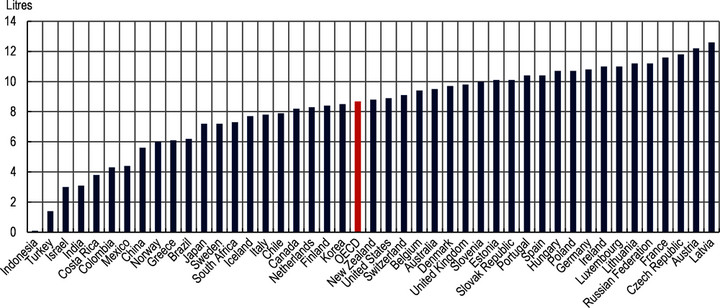 Litres
14
12
10
8
6
4
2
0
Indonesia
Turkey
Israel
India
Costa Rica
Colombia
Mexico
China
Norway
Greece
Brazil
Japan
Sweden
South Africa
Iceland
Italy
Chile
Canada
Netherlands
Finland
Korea
OECD
New Zealand
United States
Switzerland
Belgium
Australia
Denmark
United Kingdom
Slovenia
Estonia
Slovak Republic
Portugal
Spain
Hungary
Poland
Germany
Ireland
Luxembourg
Lithuania
Russian Federation
France
Czech Republic
Austria
Latvia